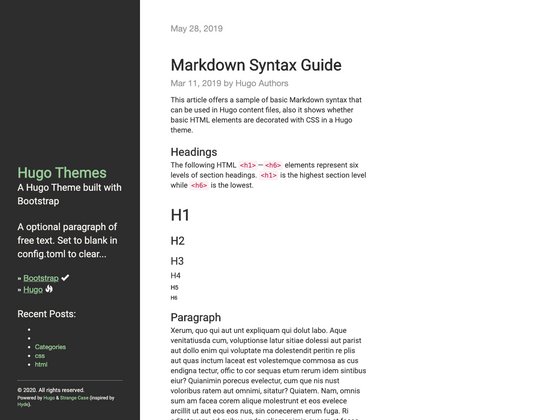 Hugo Themes
A Hugo Theme built with
Bootstrap
A optional paragraph of
free text. Set to blank in
config.toml to clear...
» Bootstrap
» Hugo
Recent Posts:
Categories
css
html
© 2020. All rights reserved.
Powered by Hugo & Strange Case (inspired by
Hyde).
May 28, 2019
Markdown Syntax Guide
Mar 11, 2019 by Hugo Authors
This article offers a sample of basic Markdown syntax that
can be used in Hugo content files, also it shows whether
basic HTML elements are decorated with CSS in a Hugo
theme.
Headings
The following HTML <h1> — <h6> elements represent six
levels of section headings. <h1> is the highest section level
while <h6> is the lowest.
H1
H2
H3
H4
H5
H6
Paragraph
Xerum, quo qui aut unt expliquam qui dolut labo. Aque
venitatiusda cum, voluptionse latur sitiae dolessi aut parist
aut dollo enim qui voluptate ma dolestendit peritin re plis
aut quas inctum laceat est volestemque commosa as cus
endigna tectur, offic to cor sequas etum rerum idem sintibus
eiur? Quianimin porecus evelectur, cum que nis nust
voloribus ratem aut omnimi, sitatur? Quiatem. Nam, omnis
sum am facea corem alique molestrunt et eos evelece
arcillit ut aut eos eos nus, sin conecerem erum fuga. Ri